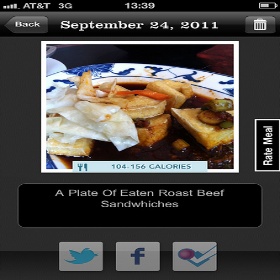 AT&T 3G 13:39
Back September 24, 2011
104-156 CALORIES
Rate Meal
A Plate Of Eaten Roast Beef
Sandwhiches
f